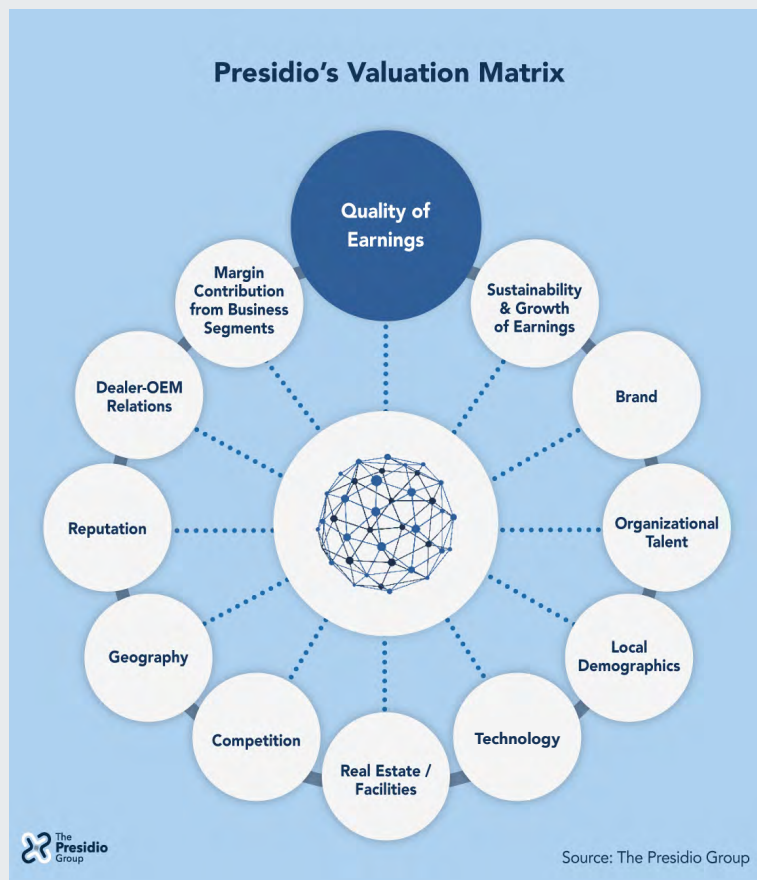 Presidio's Valuation Matrix
Quality of
Earnings
Sustainability
& Growth
of Earnings
Brand
Organizational
Talent
Local
Demographics
Technology
Real Estate /
Facilities
Competition
Geography
Reputation
Dealer-OEM
Relations
Margin
Contribution
from Business
Segments
The
Presidio
Group
Source: The Presidio Group